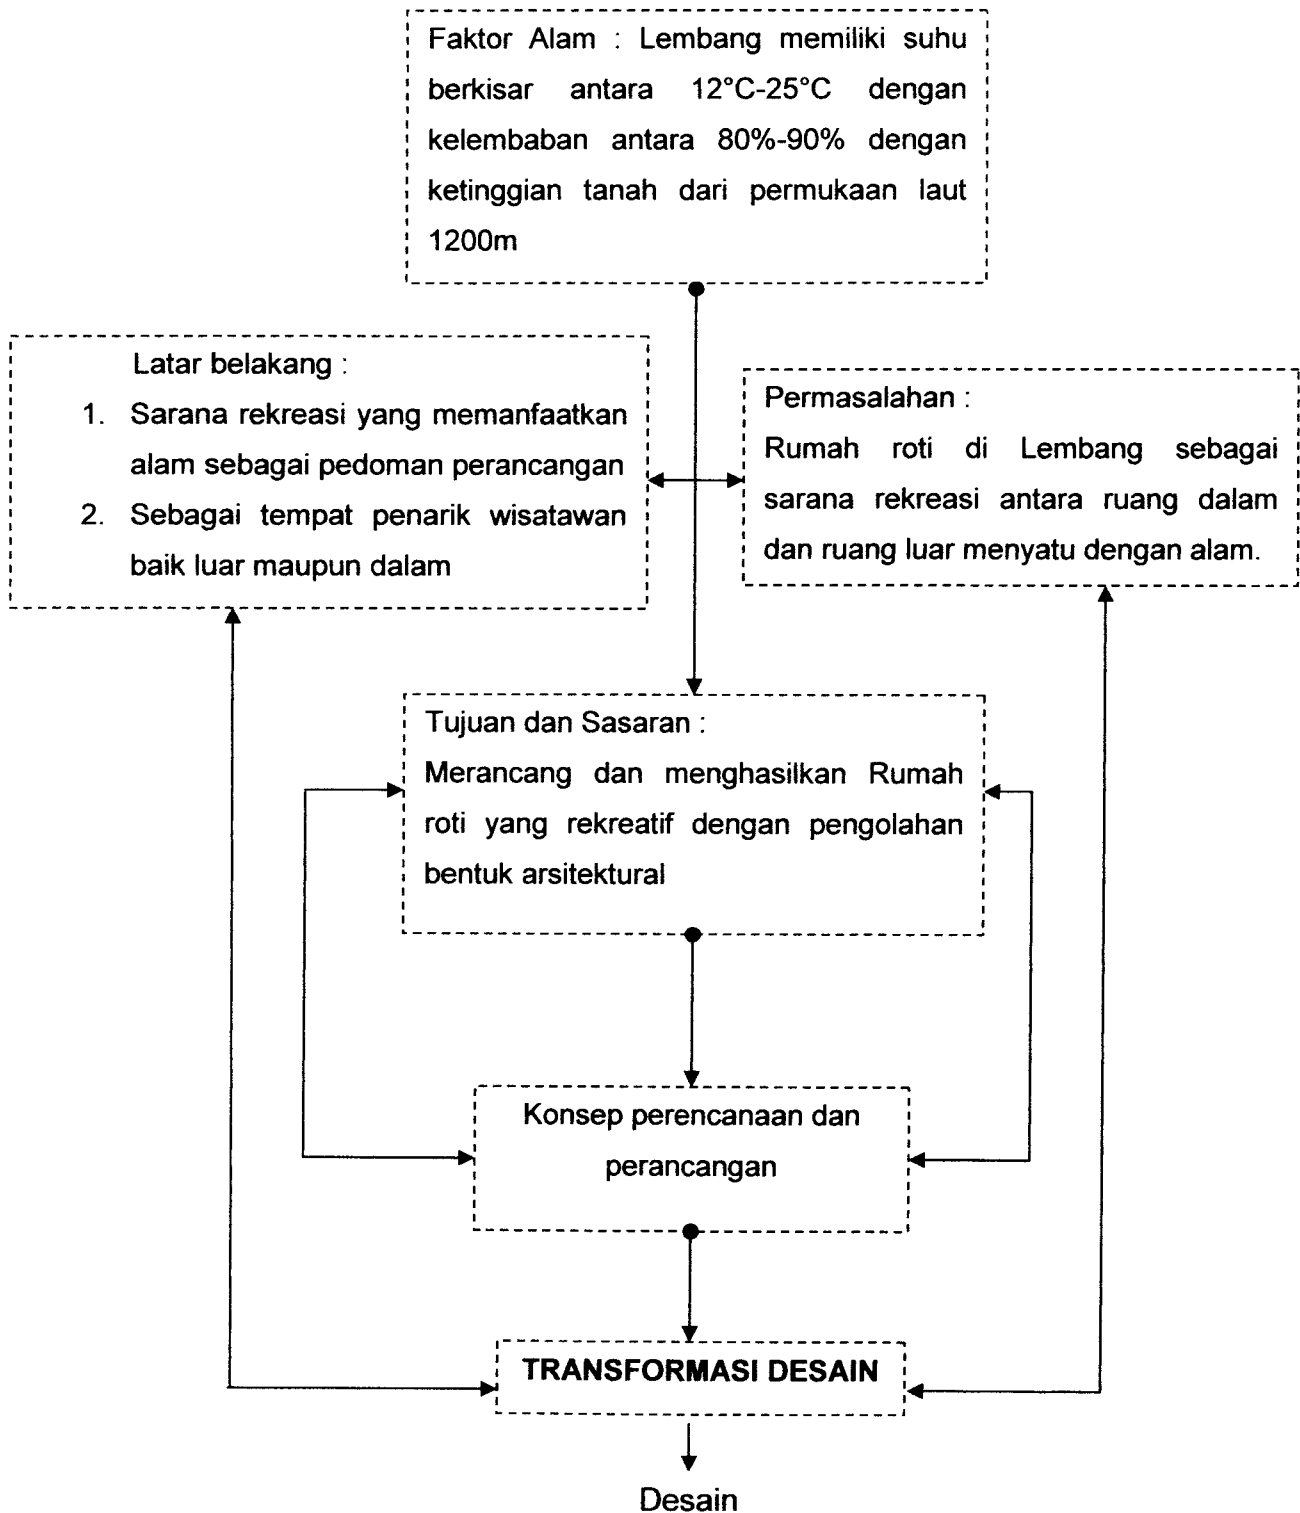 Faktor Alam : Lembang memiliki suhu
berkisar antara 12°C-25°C dengan
kelembaban antara 80%-90% dengan
ketinggian tanah dari permukaan laut
1200m
Latar belakang :
1. Sarana rekreasi yang memanfaatkan
alam sebagai pedoman perancangan
2. Sebagai tempat penarik wisatawan
baik luar maupun dalam
Permasalahan :
Rumah roti di Lembang sebagai
sarana rekreasi antara ruang dalam
dan ruang luar menyatu dengan alam.
Tujuan dan Sasaran :
Merancang dan menghasilkan Rumah
roti yang rekreatif dengan pengolahan
bentuk arsitektural
Konsep perencanaan dan
perancangan
TRANSFORMASI DESAIN
Desain